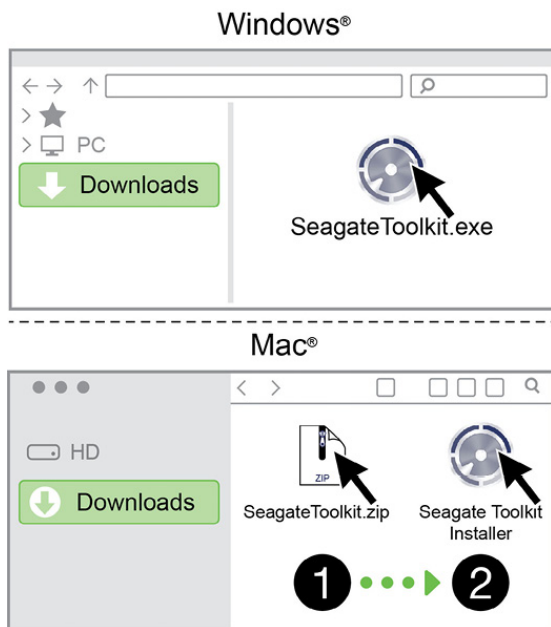 Windows®
PC
Downloads
SeagateToolkit.exe
Mac®
HD
Downloads
ZIP
SeagateToolkit.zip
Seagate Toolkit
Installer
1
2